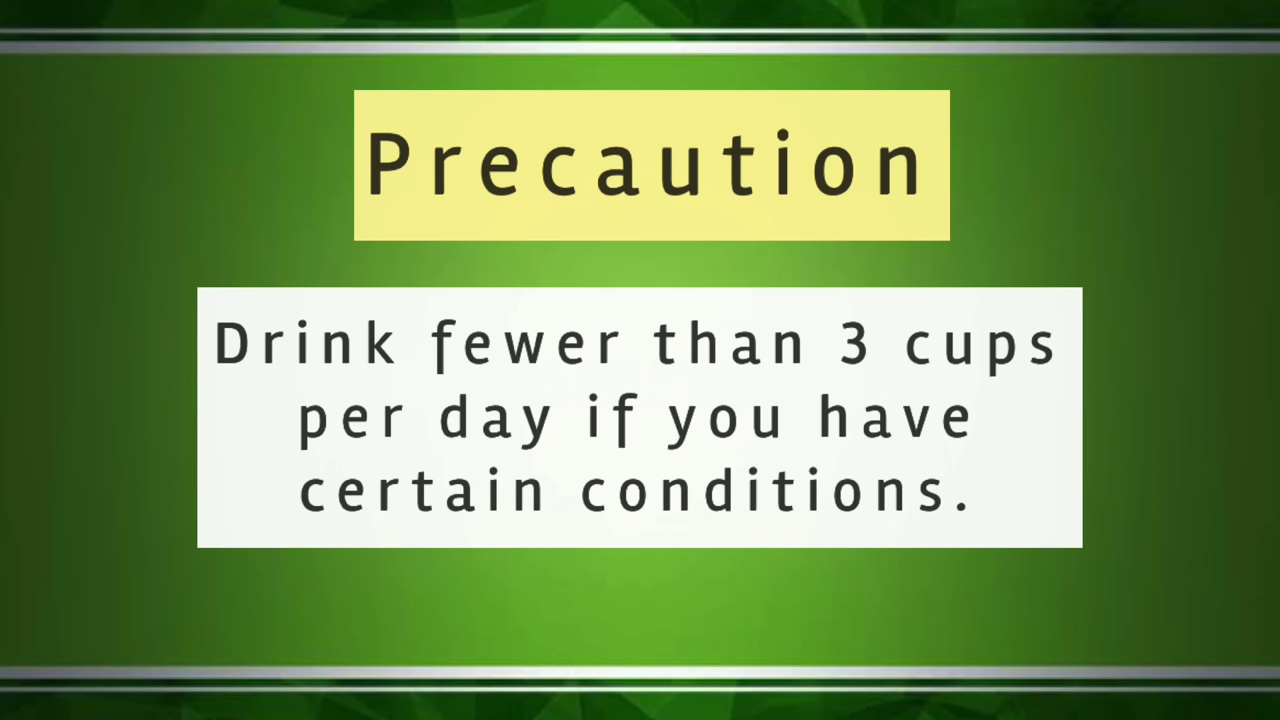 Precaution
Drink fewer than 3 cups
per day if you have
certain conditions.